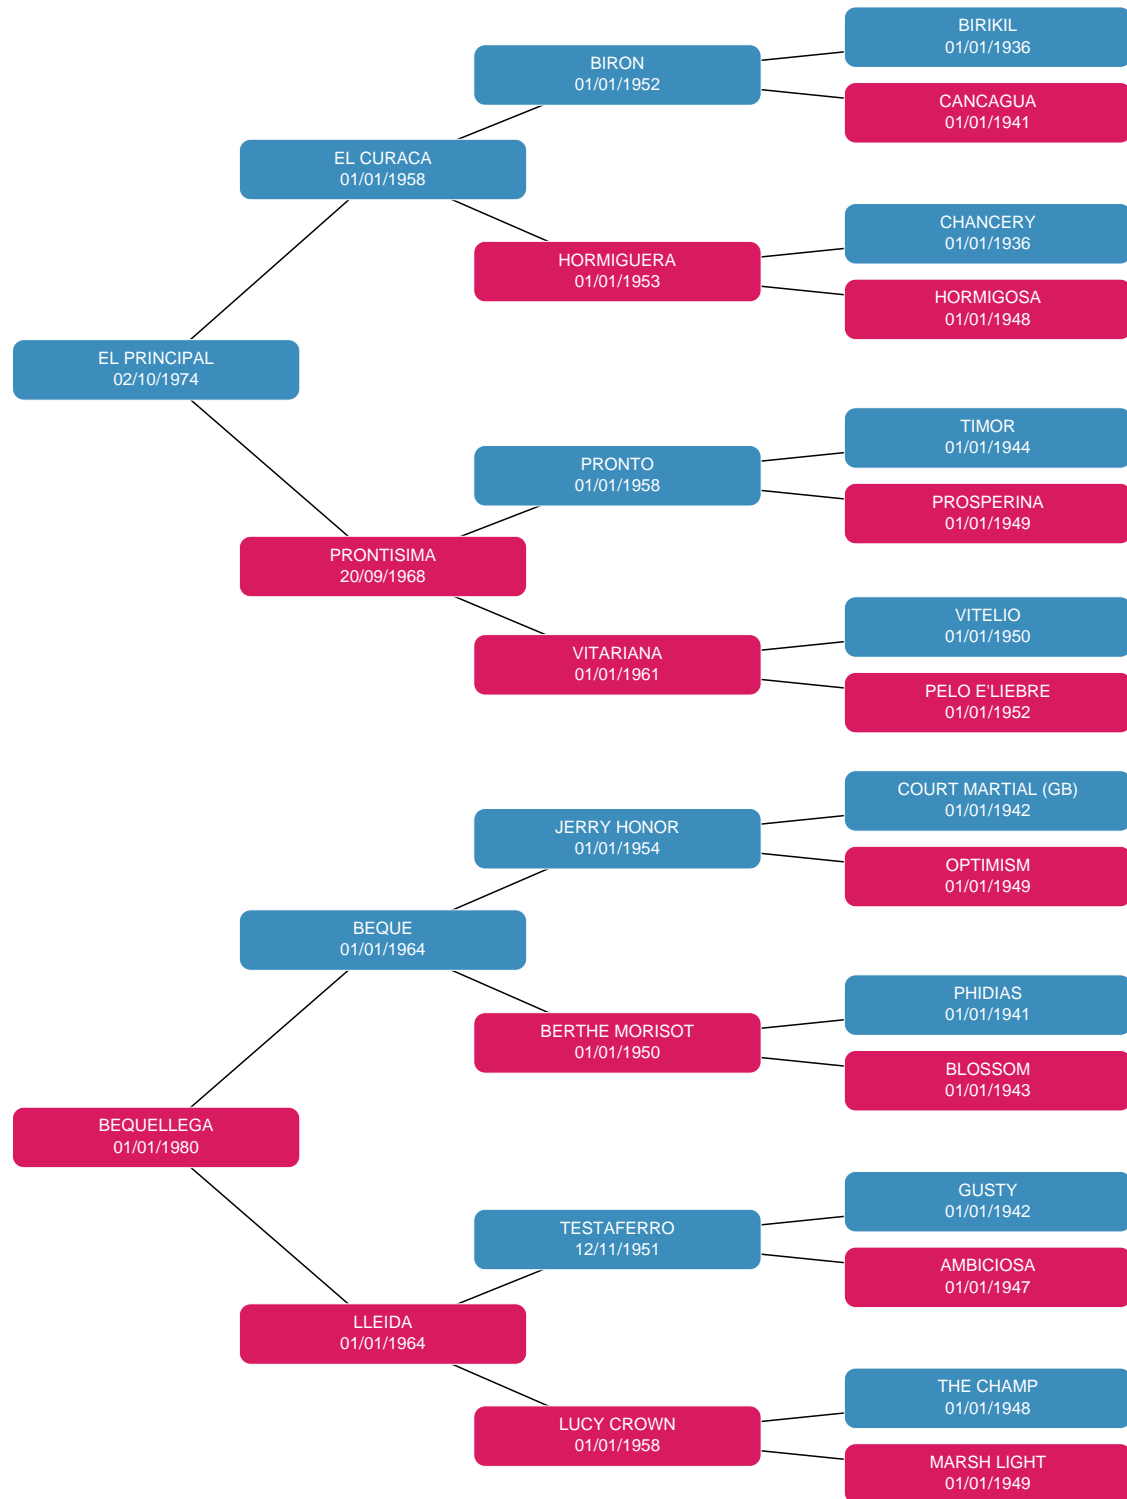 BIRIKIL
01/01/1936
BIRON
01/01/1952
CANCAGUA
01/01/1941
EL CURACA
01/01/1958
CHANCERY
01/01/1936
HORMIGUERA
01/01/1953
HORMIGOSA
01/01/1948
EL PRINCIPAL
02/10/1974
TIMOR
01/01/1944
PRONTO
01/01/1958
PROSPERINA
01/01/1949
PRONTISIMA
20/09/1968
VITELIO
01/01/1950
VITARIANA
01/01/1961
PELO E'LIEBRE
01/01/1952
COURT MARTIAL (GB)
01/01/1942
JERRY HONOR
01/01/1954
OPTIMISM
01/01/1949
BEQUE
01/01/1964
PHIDIAS
01/01/1941
BERTHE MORISOT
01/01/1950
BLOSSOM
01/01/1943
BEQUELLEGA
01/01/1980
GUSTY
01/01/1942
TESTAFERRO
12/11/1951
AMBICIOSA
01/01/1947
LLEIDA
01/01/1964
THE CHAMP
01/01/1948
LUCY CROWN
01/01/1958
MARSH LIGHT
01/01/1949